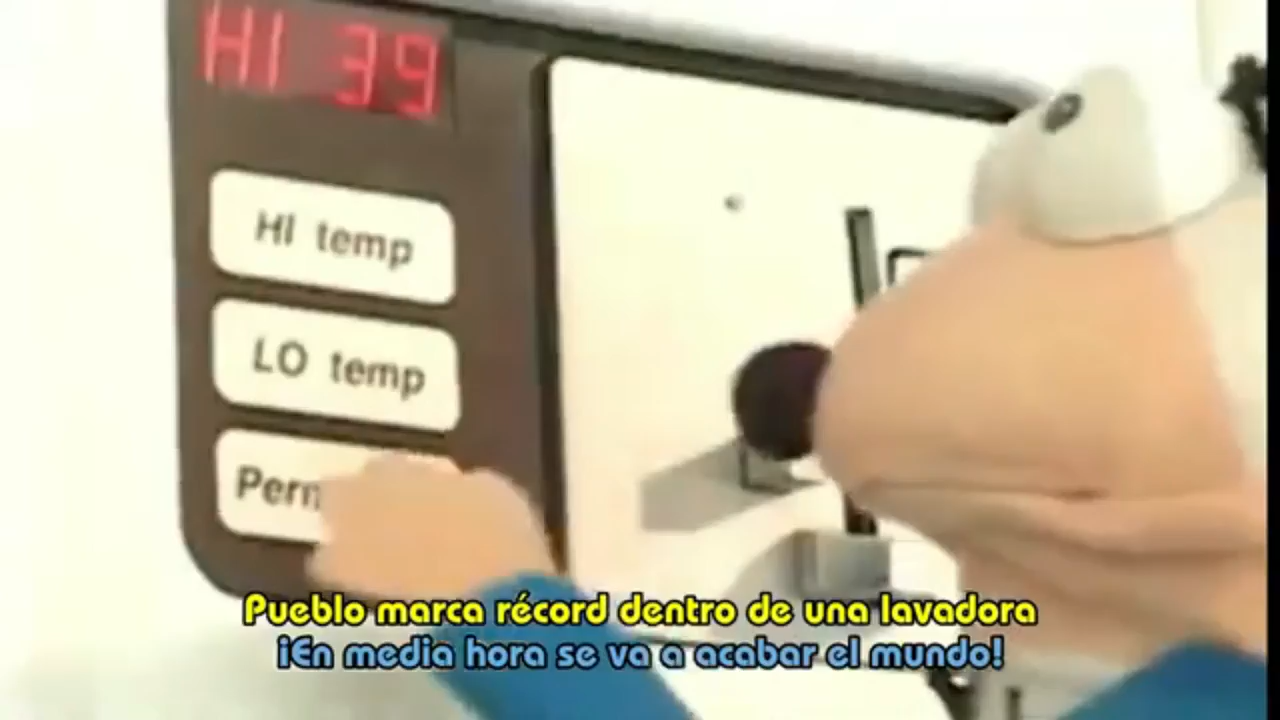 HI 39
HI temp
LO temp
Pern
Pueblo marca récord dentro de una lavadora
¡En media hora se va a acabar el mundo!